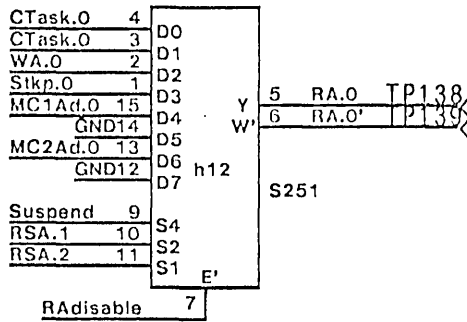 CTask.0 4 D0
CTask.0 3 D1
WA.0 2 D2
Stkp.0 1 D3
MC1Ad.0 15 D4
GND14 D5
MC2Ad.0 13 D6
GND12 D7
h12
Y 5 RA.0 TP138
W' 6 RA.0' TP139
S251
Suspend 9 S4
RSA.1 10 S2
RSA.2 11 S1
E'
7
RAdisable